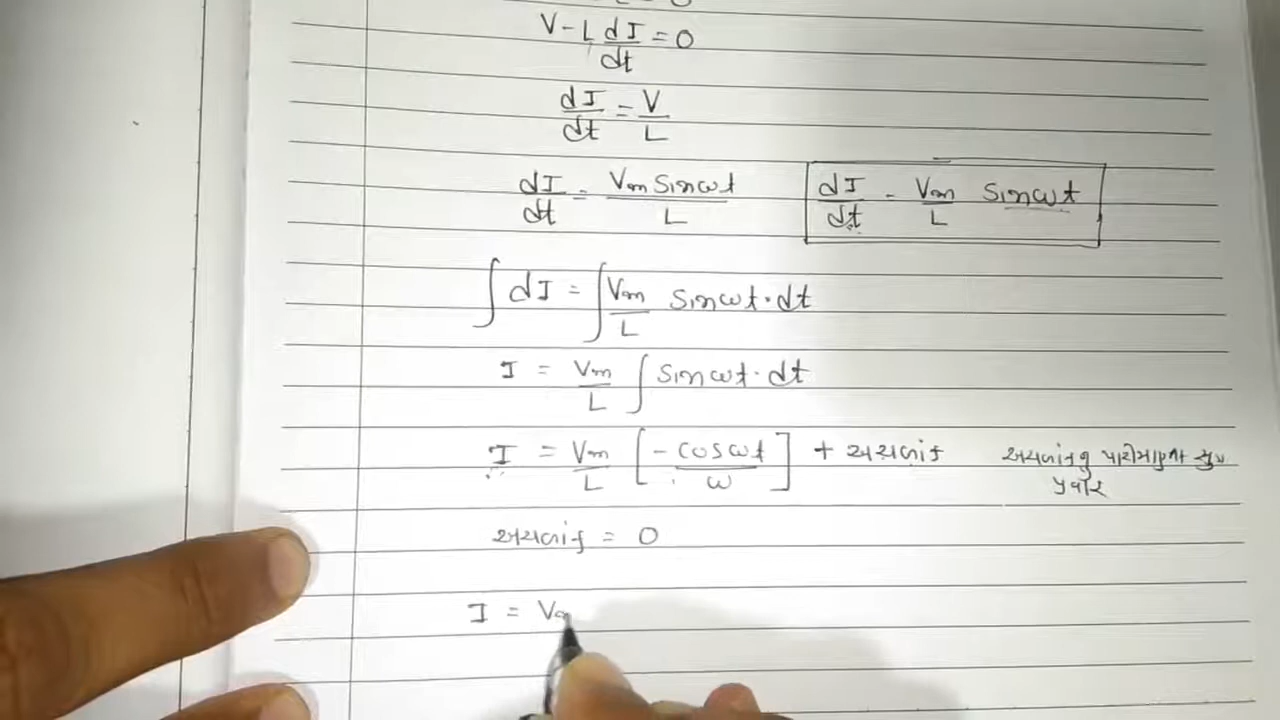 V - L dI/dt = 0
dI/dt = V/L
dI/dt = Vm Sinωt / L    dI/dt = Vm/L Sinωt
∫ dI = ∫ Vm/L Sinωt · dt
I = Vm/L ∫ Sinωt · dt
I = Vm/L [ -cosωt / ω ] + અચળાંક
અચળાંક = 0
I = Vm